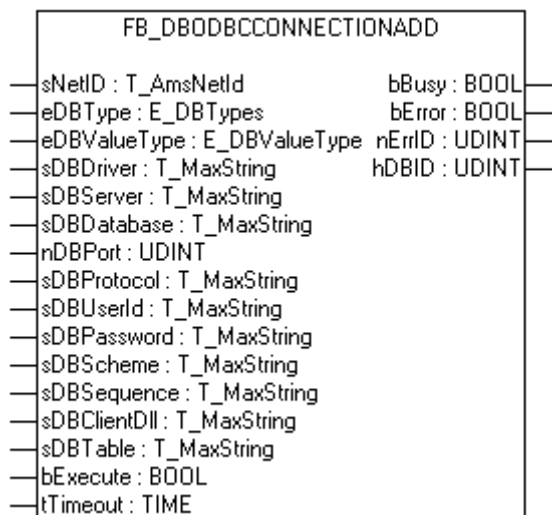 FB_DBODBCCONNECTIONADD
sNetID : T_AmsNetId bBusy : BOOL
eDBType : E_DBTypes bError : BOOL
eDBValueType : E_DBValueType nErrID : UDINT
sDBDriver : T_MaxString hDBID : UDINT
sDBServer : T_MaxString
sDBDatabase : T_MaxString
nDBPort : UDINT
sDBProtocol : T_MaxString
sDBUserId : T_MaxString
sDBPassword : T_MaxString
sDBScheme : T_MaxString
sDBSequence : T_MaxString
sDBClientDll : T_MaxString
sDBTable : T_MaxString
bExecute : BOOL
tTimeout : TIME